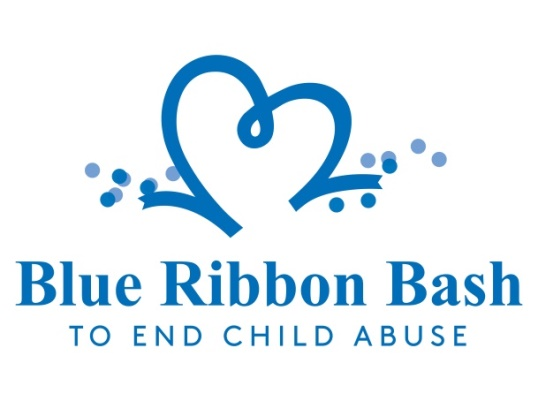 Blue Ribbon Bash
TO END CHILD ABUSE